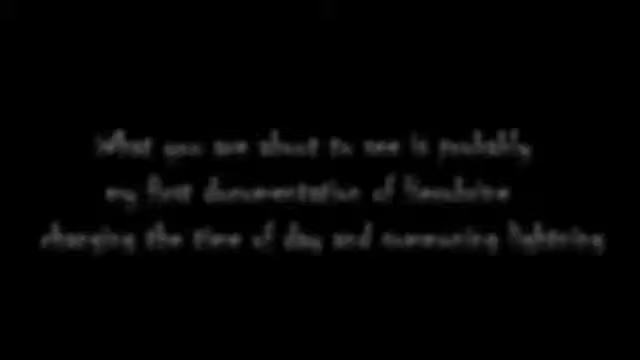 What you are about to see is probably
my first documentation of Herobrine
changing the time of day and summoning lightning